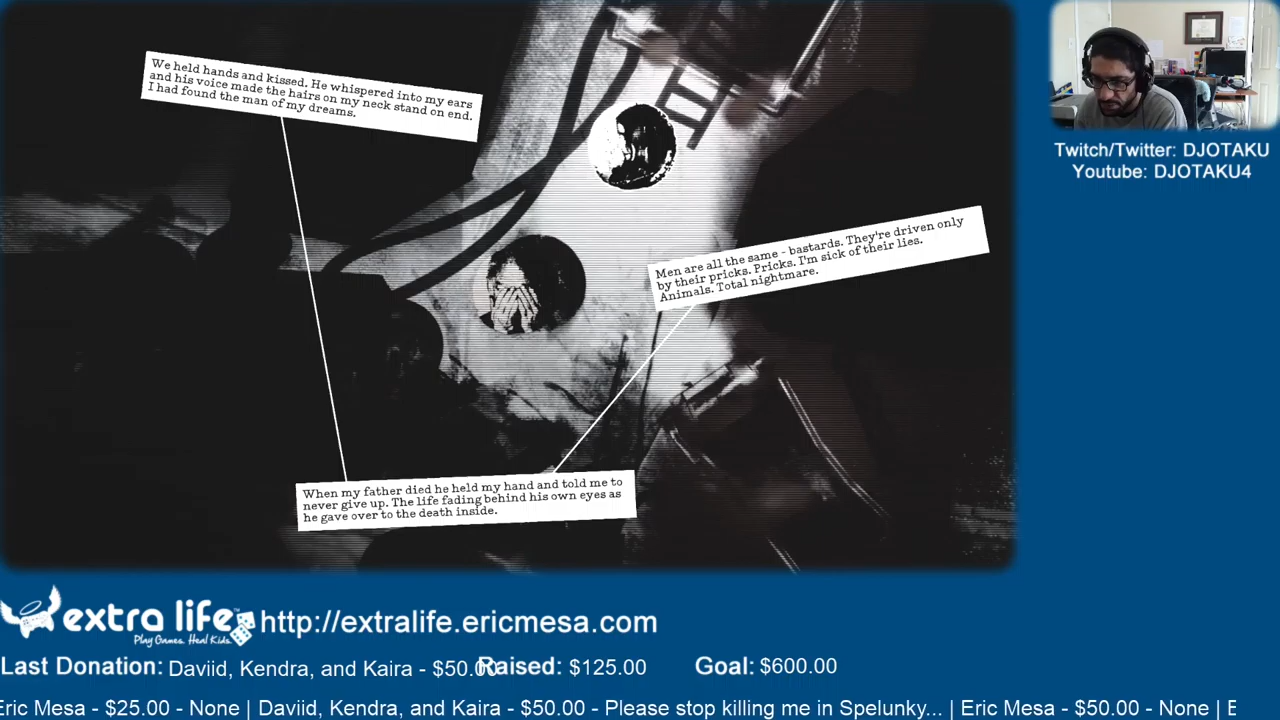 We held hands and kissed. He whispered into my ears
and his voice made the hairs on my neck stand on end.
I had found the man of my dreams.
Men are all the same - bastards. They're driven only
by their pricks. Pricks. I'm sick of their lies.
Animals. Total nightmare.
When my father died he held my hand and told me to
never give up. The life fading behind his own eyes as
he gave over to the death inside.
Twitch/Twitter: DJOTAKU
Youtube: DJOTAKU4
extra life
Play Games. Heal Kids.
http://extralife.ericmesa.com
Last Donation: Daviid, Kendra, and Kaira - $50.00
Raised: $125.00
Goal: $600.00
Eric Mesa - $25.00 - None | Daviid, Kendra, and Kaira - $50.00 - Please stop killing me in Spelunky... | Eric Mesa - $50.00 - None | E